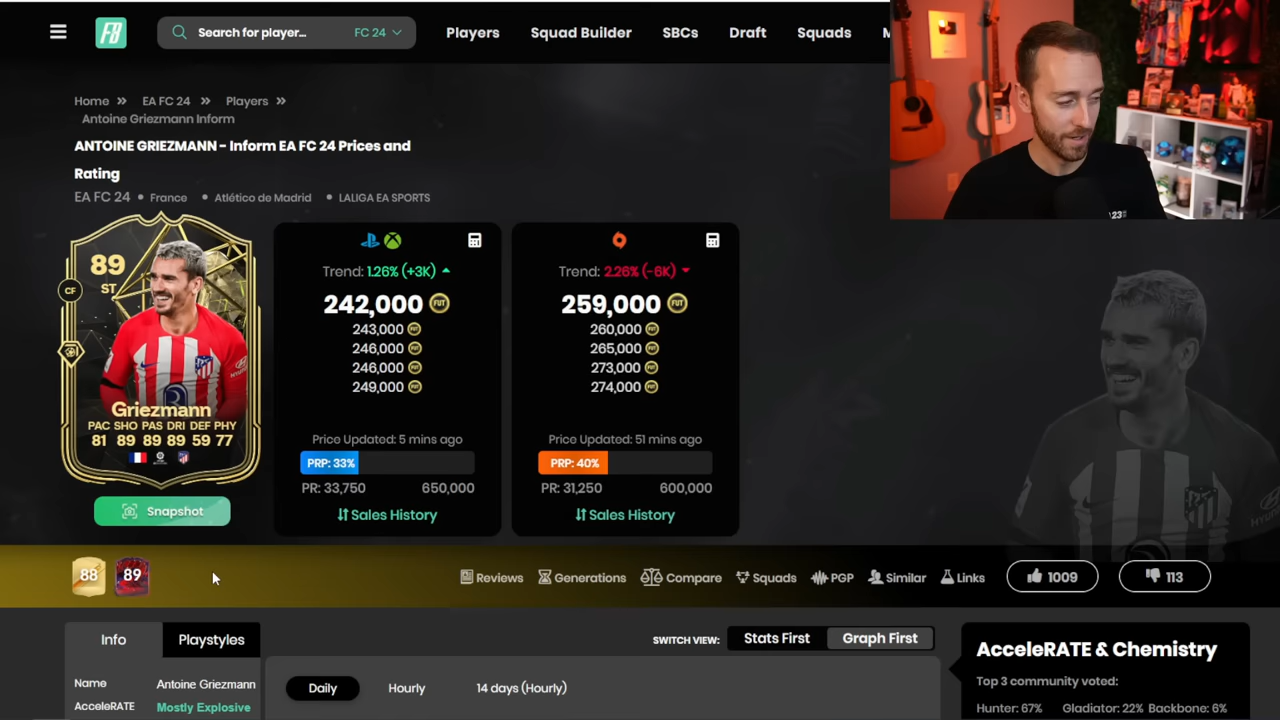 FB
Search for player...
FC 24
Players
Squad Builder
SBCs
Draft
Squads
M
Home
EA FC 24
Players
Antoine Griezmann Inform
ANTOINE GRIEZMANN - Inform EA FC 24 Prices and
Rating
EA FC 24
France
Atlético de Madrid
LALIGA EA SPORTS
89
ST
CF
Griezmann
PAC SHO PAS DRI DEF PHY
81 89 89 89 59 77
Snapshot
Trend: 1.26% (+3K)
242,000
243,000
246,000
246,000
249,000
Price Updated: 5 mins ago
PRP: 33%
PR: 33,750
650,000
Sales History
Trend: 2.26% (-6K)
259,000
260,000
265,000
273,000
274,000
Price Updated: 51 mins ago
PRP: 40%
PR: 31,250
600,000
Sales History
88
89
Reviews
Generations
Compare
Squads
PGP
Similar
Links
1009
113
Info
Playstyles
Name
Antoine Griezmann
AcceleRATE
Mostly Explosive
SWITCH VIEW:
Stats First
Graph First
Daily
Hourly
14 days (Hourly)
AcceleRATE & Chemistry
Top 3 community voted:
Hunter: 67%
Gladiator: 22%
Backbone: 6%